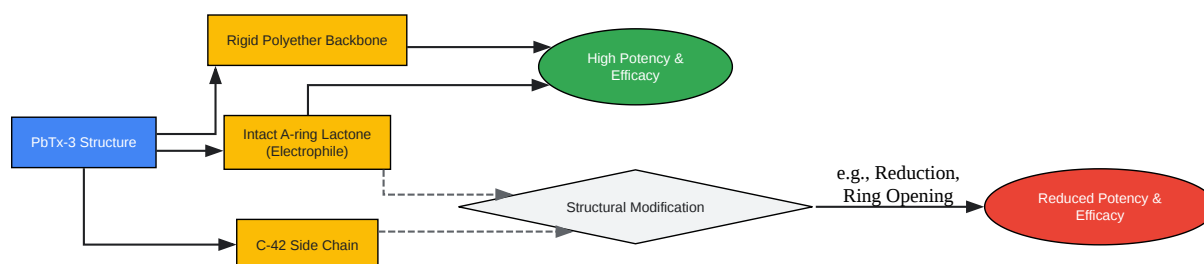 Rigid Polyether Backbone
High Potency &
Efficacy
PbTx-3 Structure
Intact A-ring Lactone
(Electrophile)
e.g., Reduction,
Ring Opening
Structural Modification
Reduced Potency &
Efficacy
C-42 Side Chain